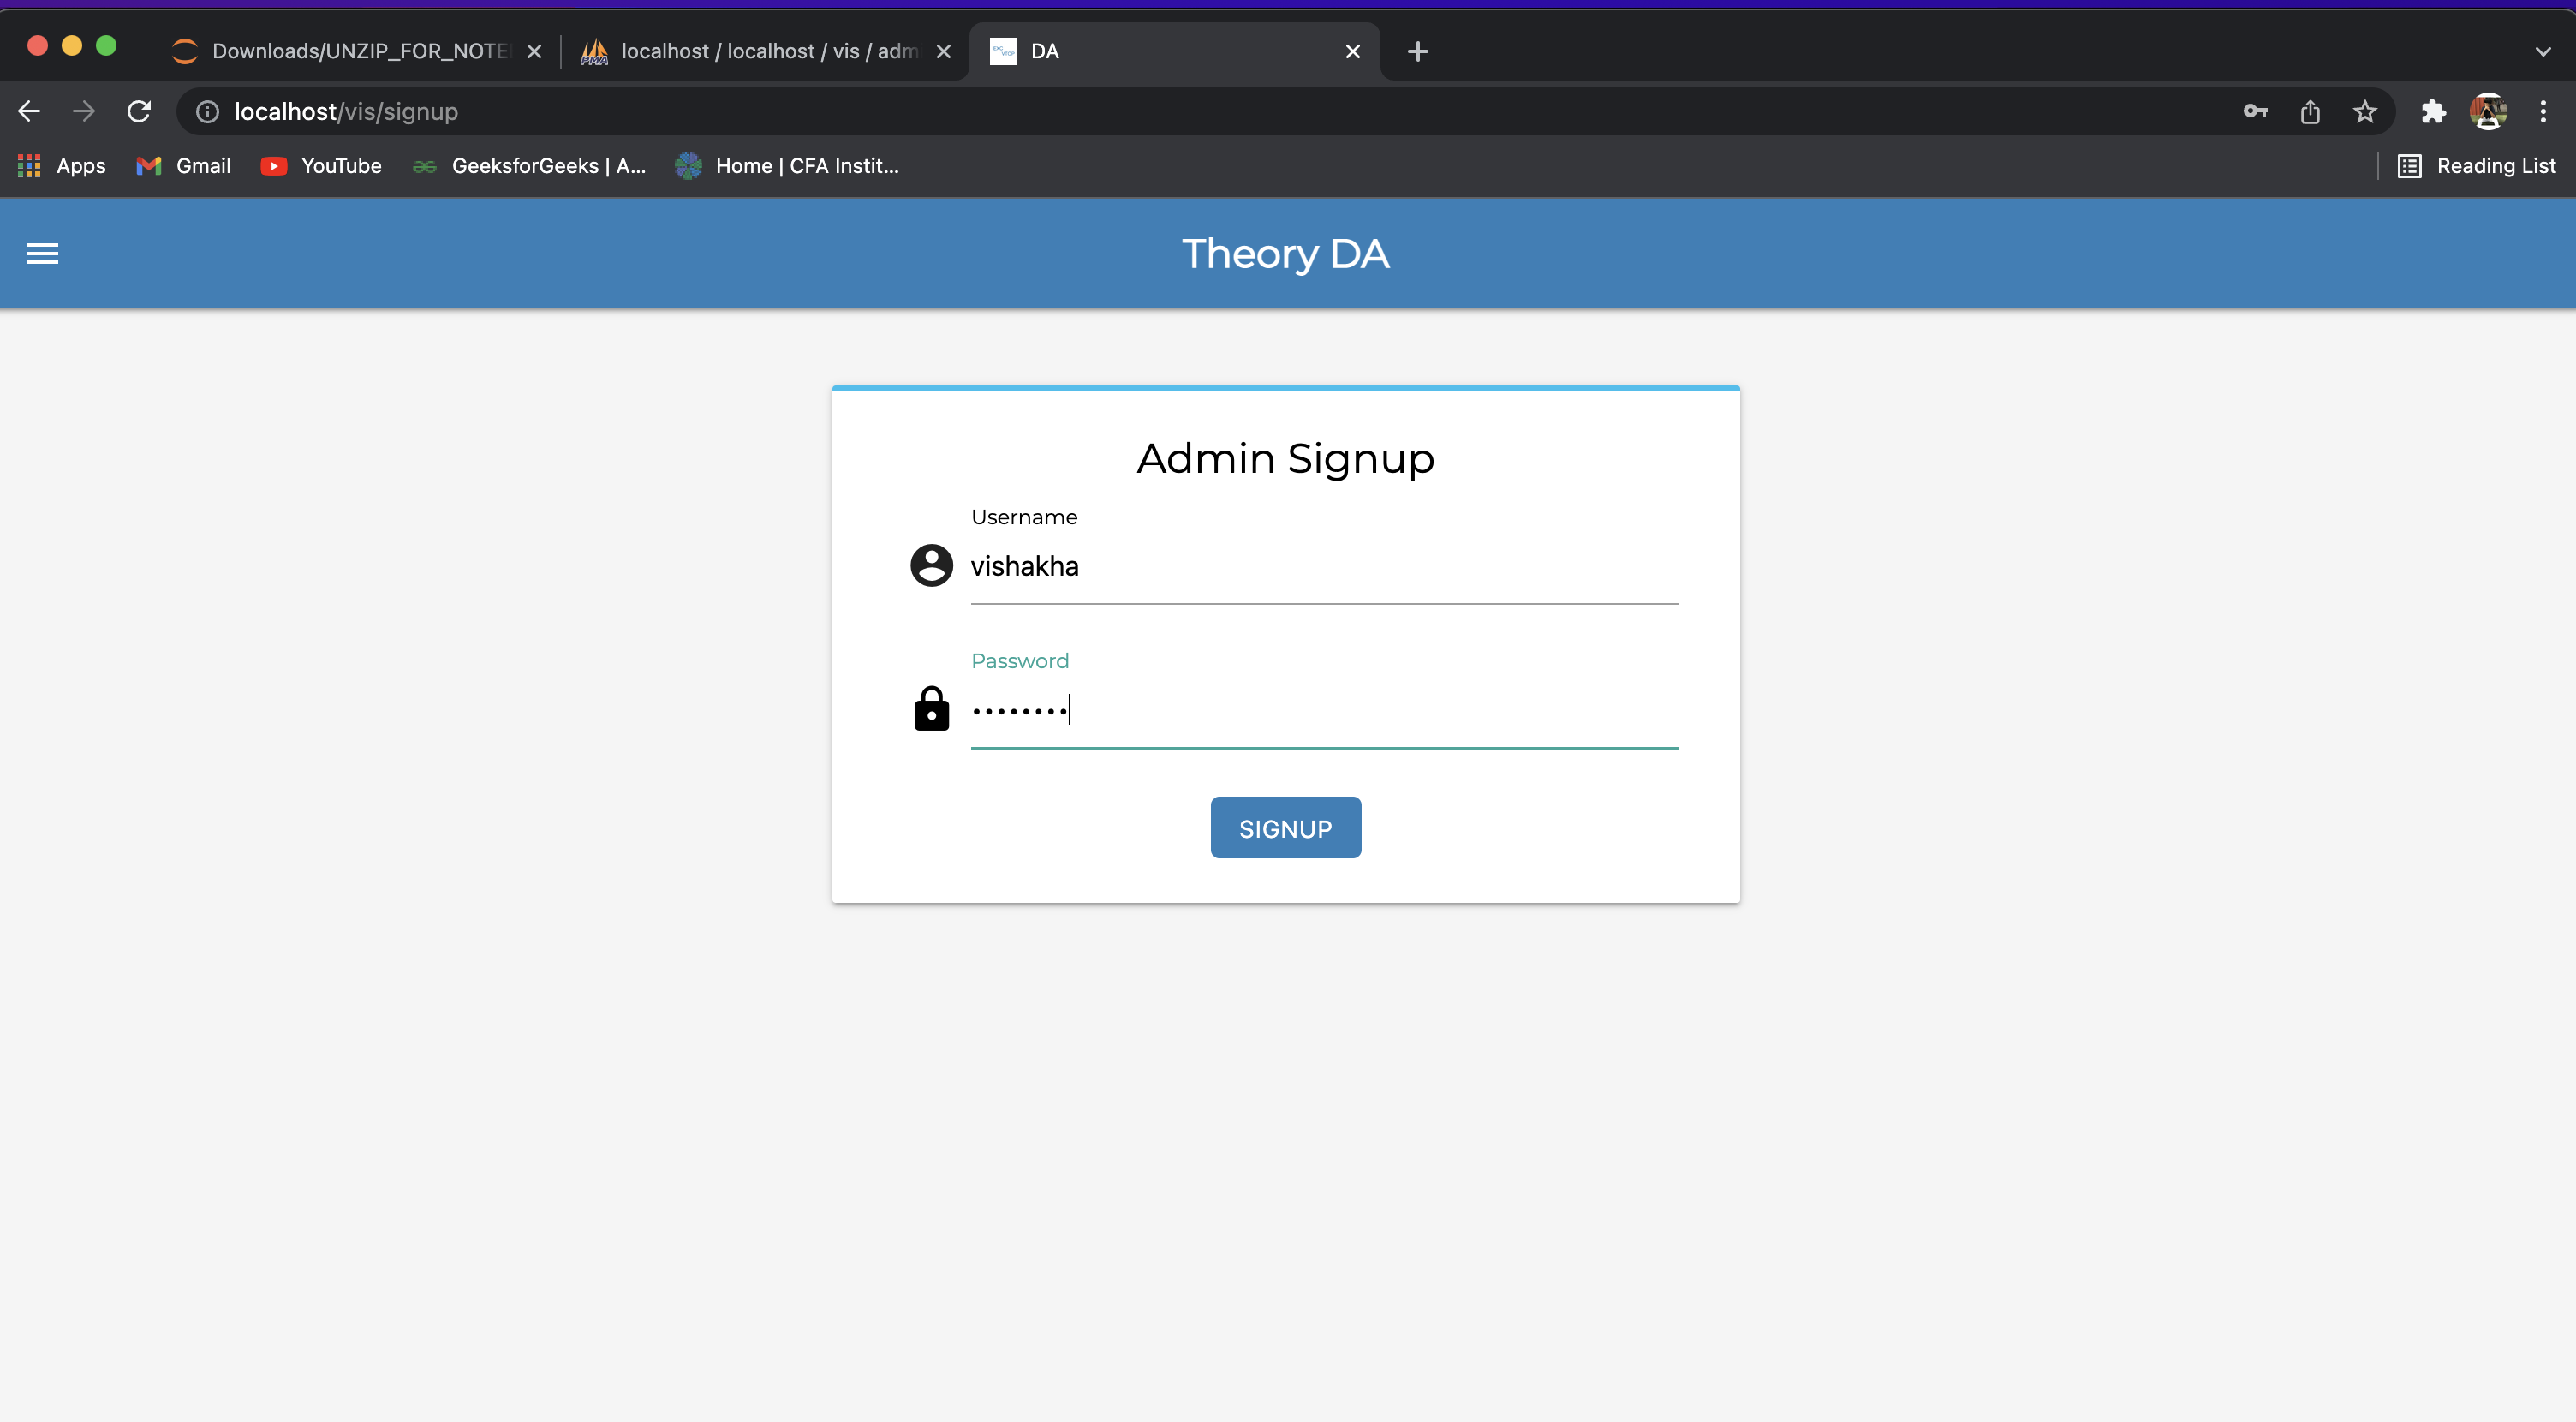 Downloads/UNZIP_FOR_NOTE
localhost / localhost / vis / adm
DA
localhost/vis/signup
Apps
Gmail
YouTube
GeeksforGeeks | A...
Home | CFA Instit...
Reading List
Theory DA
Admin Signup
Username
vishakha
Password
••••••••
SIGNUP